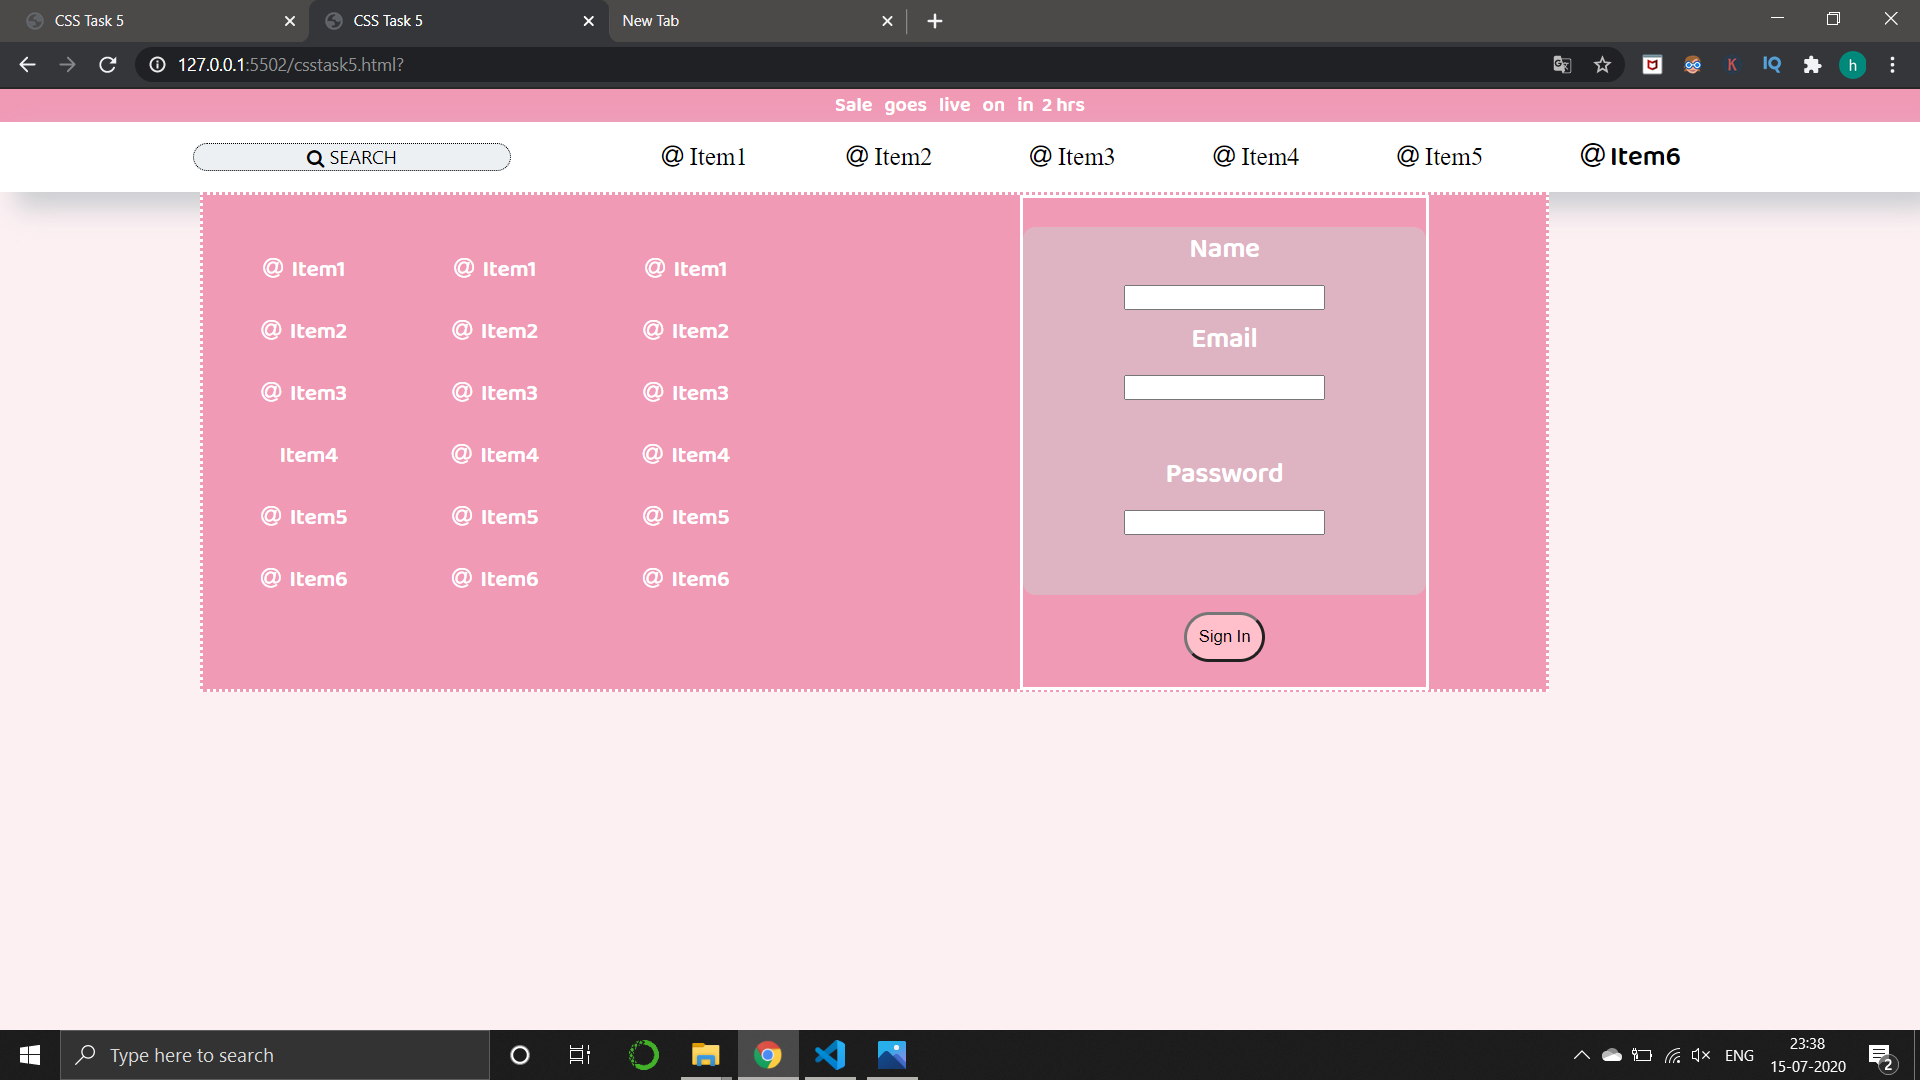 CSS Task 5
CSS Task 5
New Tab
127.0.0.1:5502/csstask5.html?
K
IQ
h
Sale goes live on in 2 hrs
SEARCH
@ Item1 @ Item2 @ Item3 @ Item4 @ Item5 @ Item6
@ Item1 @ Item1 @ Item1
@ Item2 @ Item2 @ Item2
@ Item3 @ Item3 @ Item3
Item4 @ Item4 @ Item4
@ Item5 @ Item5 @ Item5
@ Item6 @ Item6 @ Item6
Name
Email
Password
Sign In
Type here to search
ENG
23:38
15-07-2020
2